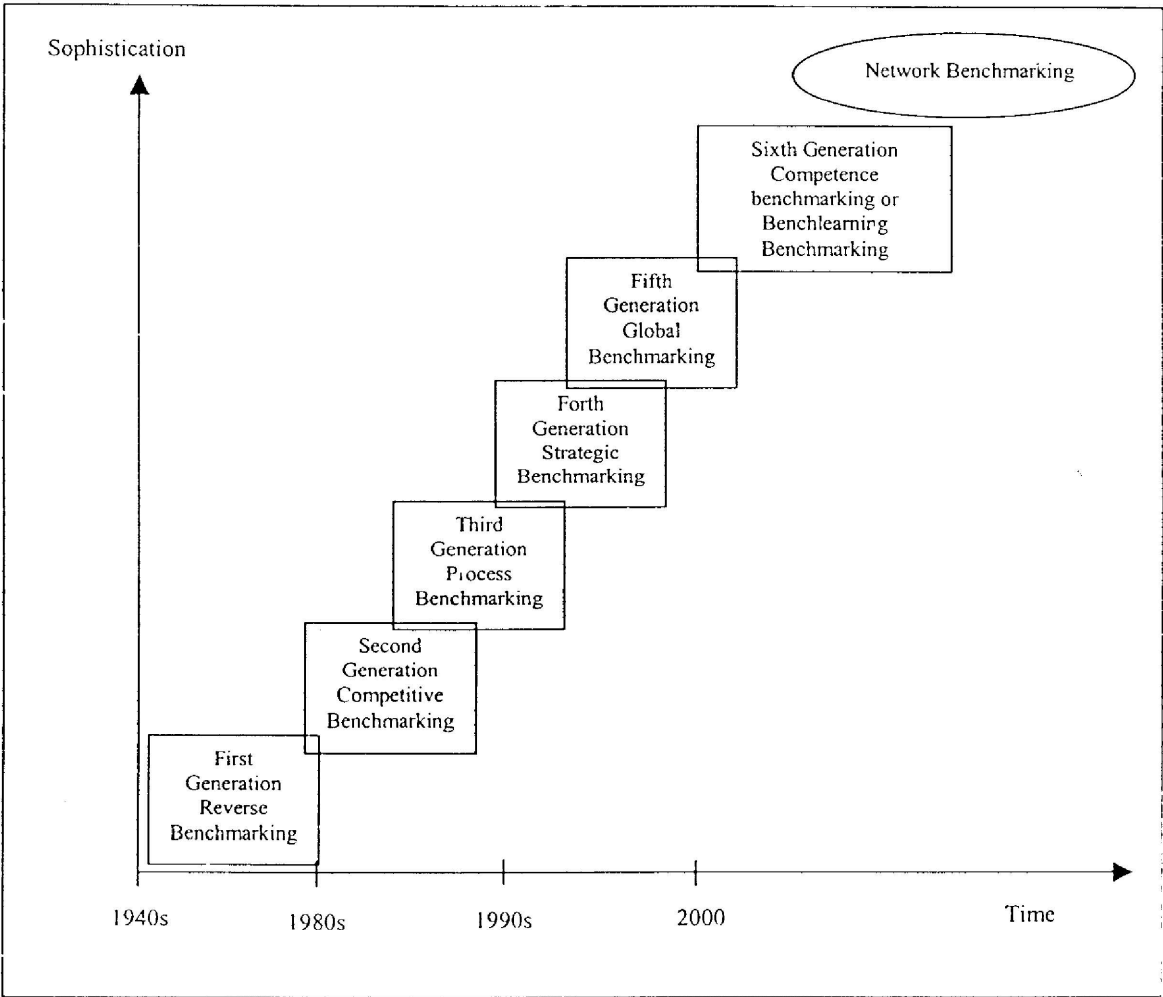 Sophistication
Network Benchmarking
Sixth Generation
Competence
benchmarking or
Benchlearning
Benchmarking
Fifth
Generation
Global
Benchmarking
Forth
Generation
Strategic
Benchmarking
Third
Generation
Process
Benchmarking
Second
Generation
Competitive
Benchmarking
First
Generation
Reverse
Benchmarking
1940s
1980s
1990s
2000
Time